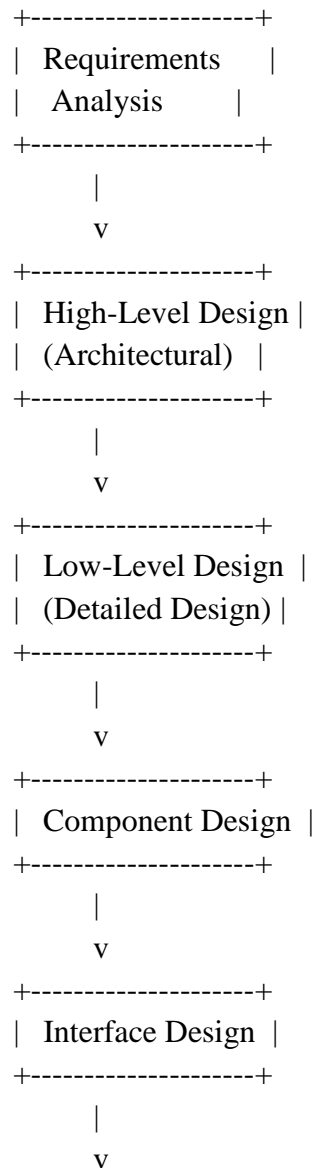 +---------------------+
|   Requirements      |
|    Analysis         |
+---------------------+
|
v
+---------------------+
|   High-Level Design |
|   (Architectural)   |
+---------------------+
|
v
+---------------------+
|   Low-Level Design  |
|   (Detailed Design) |
+---------------------+
|
v
+---------------------+
|   Component Design  |
+---------------------+
|
v
+---------------------+
|   Interface Design  |
+---------------------+
|
v